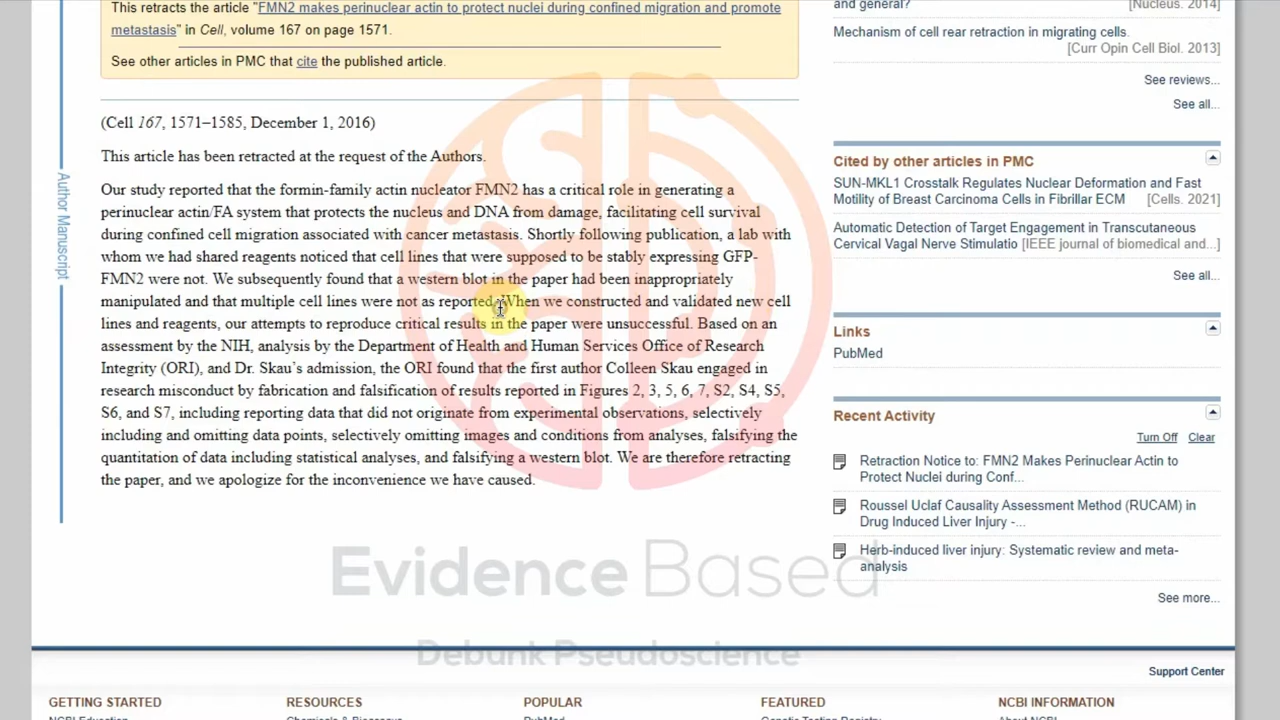 This retracts the article "FMN2 makes perinuclear actin to protect nuclei during confined migration and promote
metastasis" in Cell, volume 167 on page 1571.
See other articles in PMC that cite the published article.
(Cell 167, 1571–1585, December 1, 2016)
This article has been retracted at the request of the Authors.
Our study reported that the formin-family actin nucleator FMN2 has a critical role in generating a
perinuclear actin/FA system that protects the nucleus and DNA from damage, facilitating cell survival
during confined cell migration associated with cancer metastasis. Shortly following publication, a lab with
whom we had shared reagents noticed that cell lines that were supposed to be stably expressing GFP-
FMN2 were not. We subsequently found that a western blot in the paper had been inappropriately
manipulated and that multiple cell lines were not as reported. When we constructed and validated new cell
lines and reagents, our attempts to reproduce critical results in the paper were unsuccessful. Based on an
assessment by the NIH, analysis by the Department of Health and Human Services Office of Research
Integrity (ORI), and Dr. Skau's admission, the ORI found that the first author Colleen Skau engaged in
research misconduct by fabrication and falsification of results reported in Figures 2, 3, 5, 6, 7, S2, S4, S5,
S6, and S7, including reporting data that did not originate from experimental observations, selectively
including and omitting data points, selectively omitting images and conditions from analyses, falsifying the
quantitation of data including statistical analyses, and falsifying a western blot. We are therefore retracting
the paper, and we apologize for the inconvenience we have caused.
Author Manuscript
Evidence Based
Debunk Pseudoscience
and general?
[Nucleus. 2014]
Mechanism of cell rear retraction in migrating cells.
[Curr Opin Cell Biol. 2013]
See reviews...
See all...
Cited by other articles in PMC
SUN-MKL1 Crosstalk Regulates Nuclear Deformation and Fast
Motility of Breast Carcinoma Cells in Fibrillar ECM [Cells. 2021]
Automatic Detection of Target Engagement in Transcutaneous
Cervical Vagal Nerve Stimulatio [IEEE journal of biomedical and...]
See all...
Links
PubMed
Recent Activity
Turn Off Clear
Retraction Notice to: FMN2 Makes Perinuclear Actin to
Protect Nuclei during Conf...
Roussel Uclaf Causality Assessment Method (RUCAM) in
Drug Induced Liver Injury -...
Herb-induced liver injury: Systematic review and meta-
analysis
See more...
Support Center
GETTING STARTED
NCBI Education
RESOURCES
Chemicals & Bioassays
POPULAR
PubMed
FEATURED
Genetic Testing Registry
NCBI INFORMATION
About NCBI